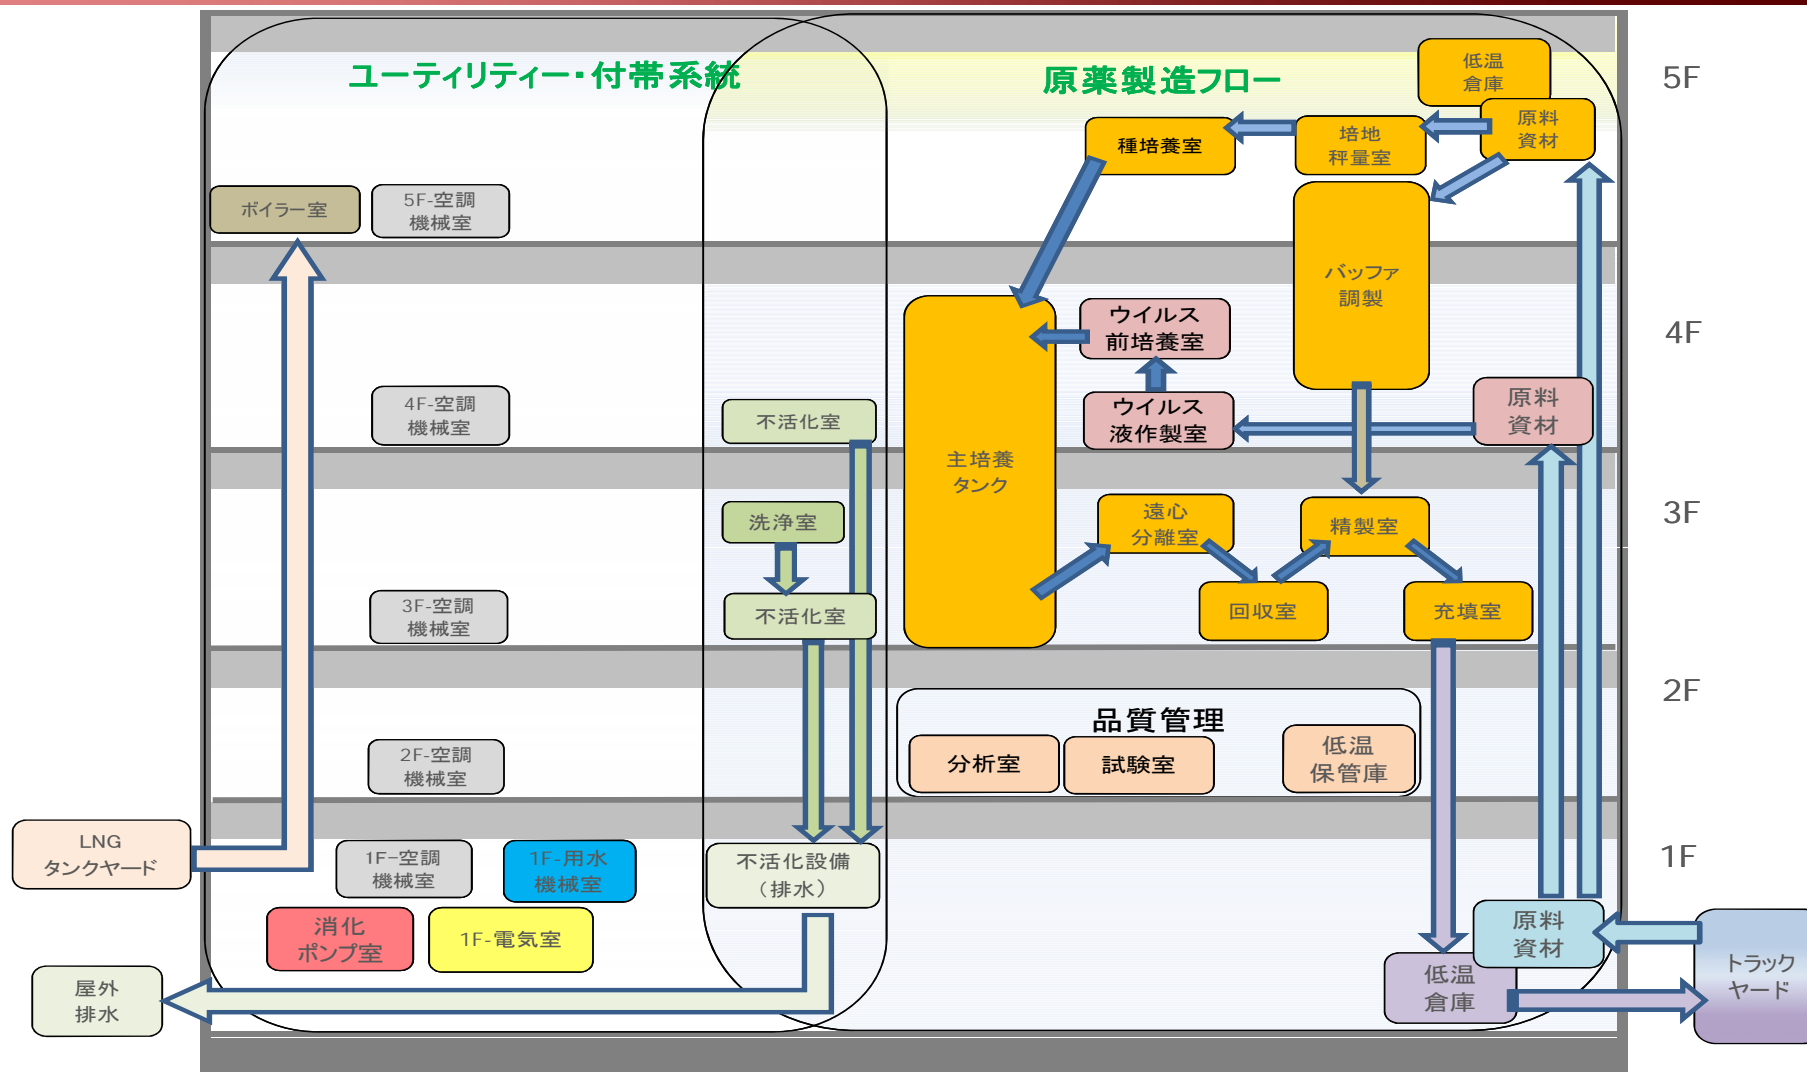 ユーティリティー・付帯系統
原薬製造フロー
低温
倉庫
5F
原料
資材
培地
秤量室
種培養室
ボイラー室
5F-空調
機械室
バッファ
調製
ウイルス
前培養室
4F
4F-空調
機械室
不活化室
ウイルス
液作製室
原料
資材
主培養
タンク
洗浄室
遠心
分離室
精製室
3F
3F-空調
機械室
不活化室
回収室
充填室
2F
品質管理
2F-空調
機械室
分析室
試験室
低温
保管庫
LNG
タンクヤード
1F-空調
機械室
1F-用水
機械室
不活化設備
（排水）
1F
消化
ポンプ室
1F-電気室
原料
資材
屋外
排水
低温
倉庫
トラック
ヤード